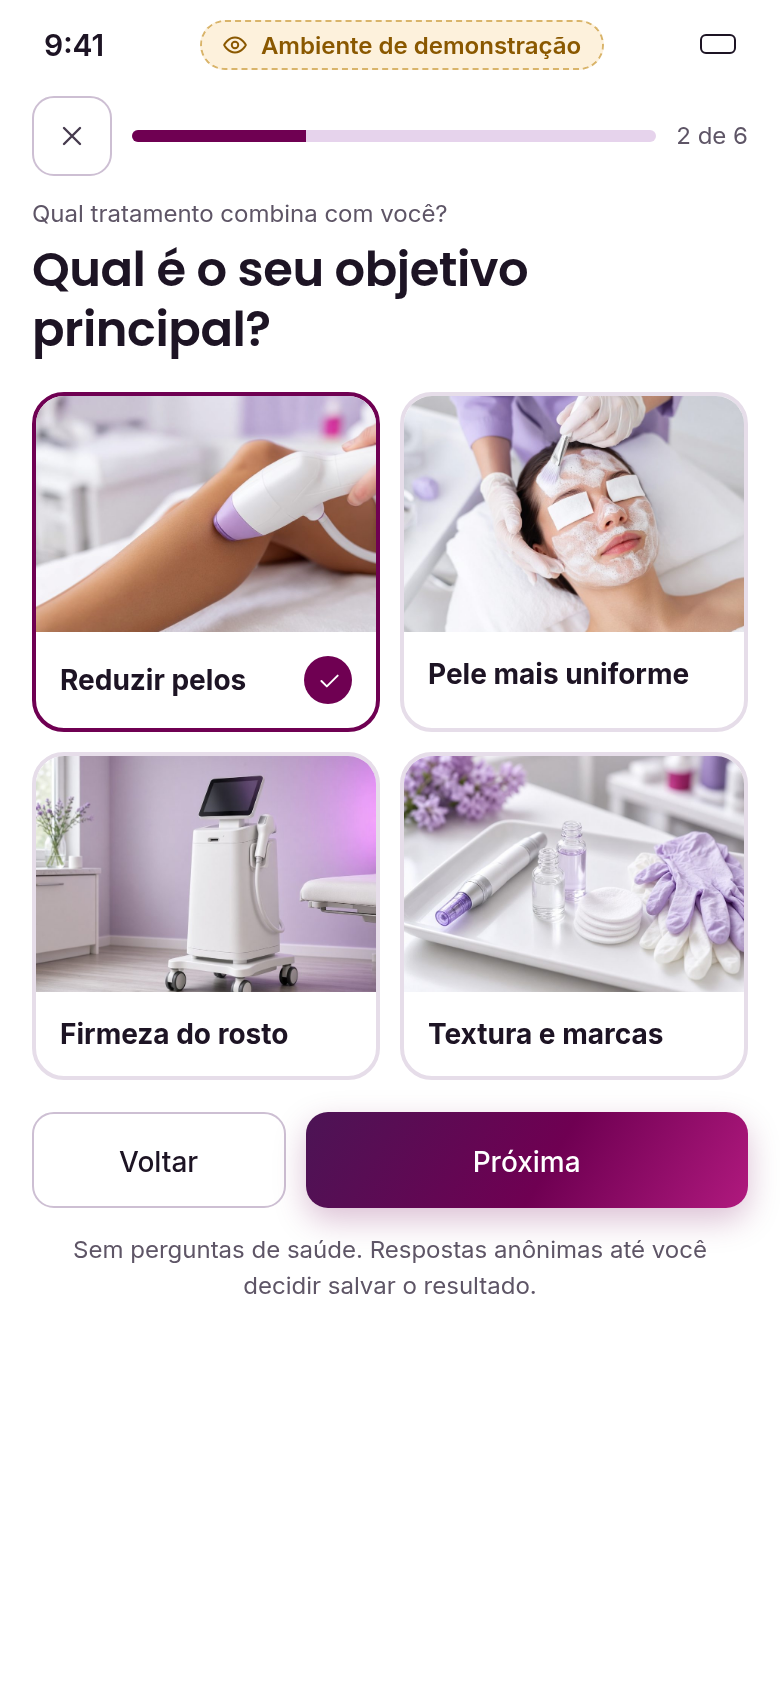 9:41
Ambiente de demonstração
2 de 6
Qual tratamento combina com você?
Qual é o seu objetivo
principal?
Reduzir pelos
Pele mais uniforme
Firmeza do rosto
Textura e marcas
Voltar
Próxima
Sem perguntas de saúde. Respostas anônimas até você
decidir salvar o resultado.